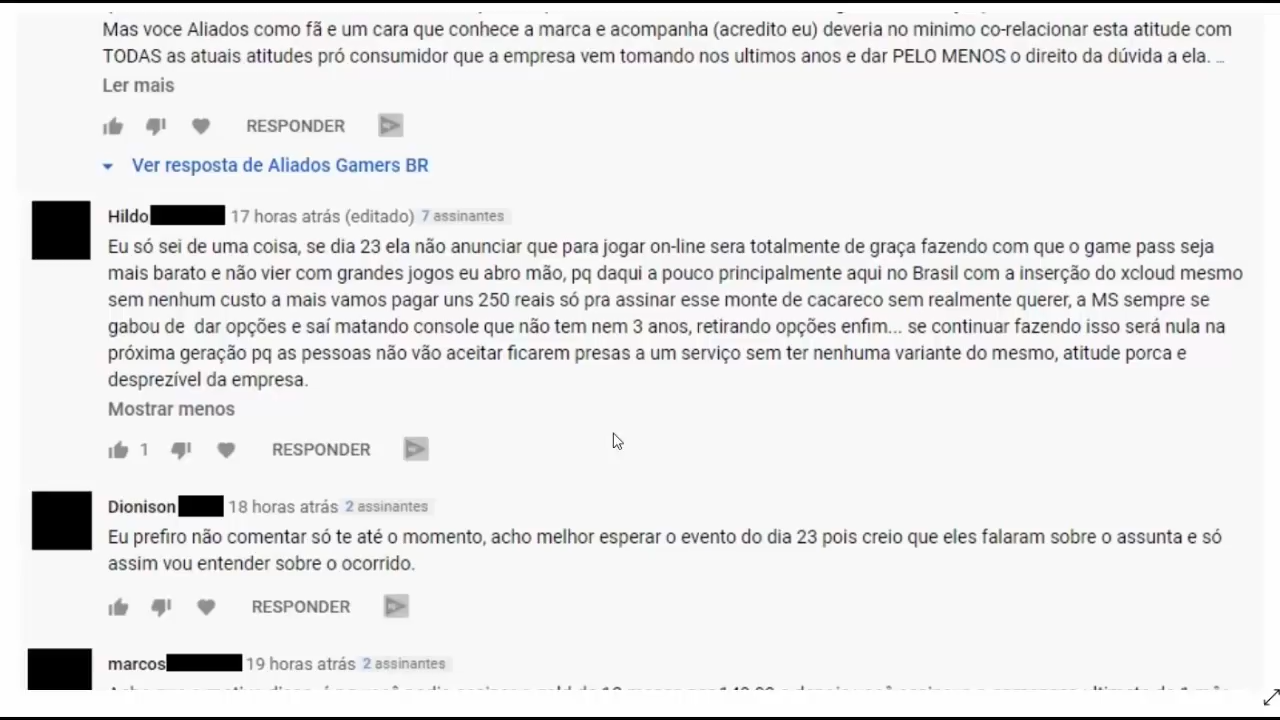 Mas voce Aliados como fã e um cara que conhece a marca e acompanha (acredito eu) deveria no minimo co-relacionar esta atitude com
TODAS as atuais atitudes pró consumidor que a empresa vem tomando nos ultimos anos e dar PELO MENOS o direito da dúvida a ela. ...
Ler mais
RESPONDER
Ver resposta de Aliados Gamers BR
Hildo 17 horas atrás (editado) 7 assinantes
Eu só sei de uma coisa, se dia 23 ela não anunciar que para jogar on-line sera totalmente de graça fazendo com que o game pass seja
mais barato e não vier com grandes jogos eu abro mão, pq daqui a pouco principalmente aqui no Brasil com a inserção do xcloud mesmo
sem nenhum custo a mais vamos pagar uns 250 reais só pra assinar esse monte de cacareco sem realmente querer, a MS sempre se
gabou de dar opções e saí matando console que não tem nem 3 anos, retirando opções enfim... se continuar fazendo isso será nula na
próxima geração pq as pessoas não vão aceitar ficarem presas a um serviço sem ter nenhuma variante do mesmo, atitude porca e
desprezível da empresa.
Mostrar menos
1 RESPONDER
Dionison 18 horas atrás 2 assinantes
Eu prefiro não comentar só te até o momento, acho melhor esperar o evento do dia 23 pois creio que eles falaram sobre o assunta e só
assim vou entender sobre o ocorrido.
RESPONDER
marcos 19 horas atrás 2 assinantes